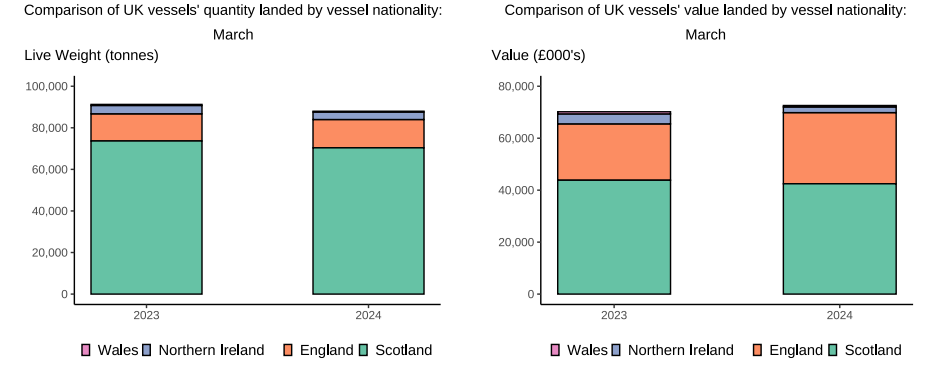 Comparison of UK vessels' quantity landed by vessel nationality:
March
Live Weight (tonnes)
100,000
80,000
60,000
40,000
20,000
0
2023 2024
Wales Northern Ireland England Scotland
Comparison of UK vessels' value landed by vessel nationality:
March
Value (£000's)
80,000
60,000
40,000
20,000
0
2023 2024
Wales Northern Ireland England Scotland